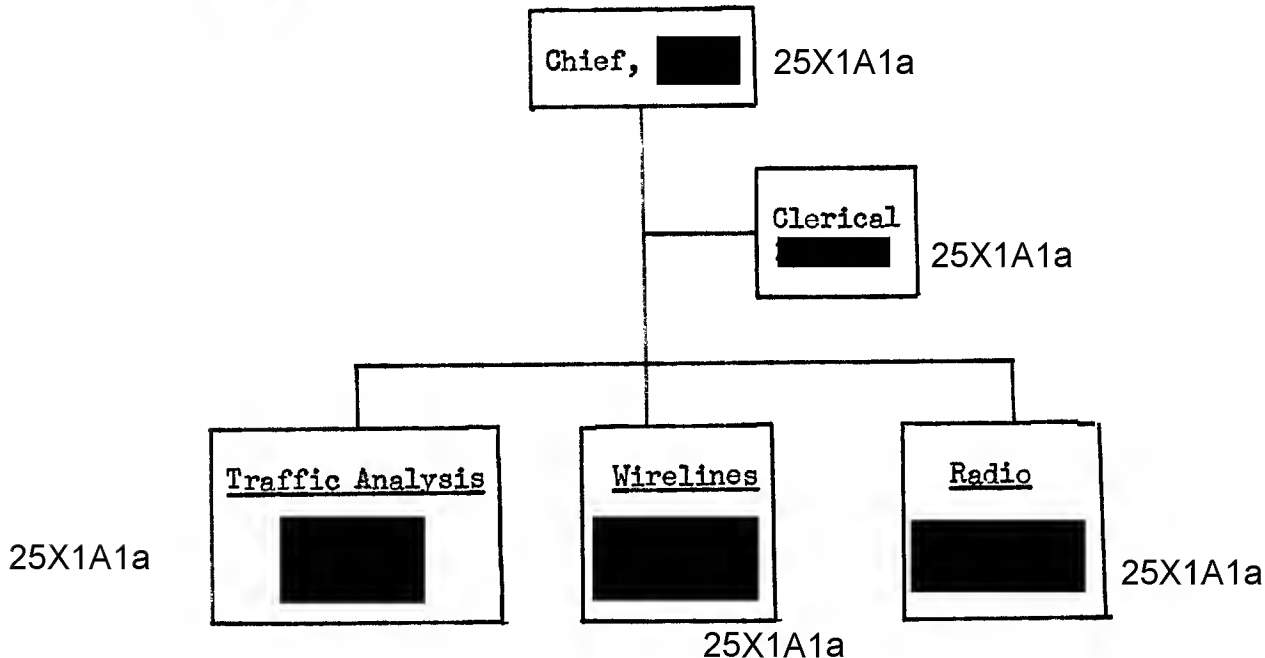 Chief,
25X1A1a
Clerical
25X1A1a
Traffic Analysis
Wirelines
Radio
25X1A1a
25X1A1a
25X1A1a